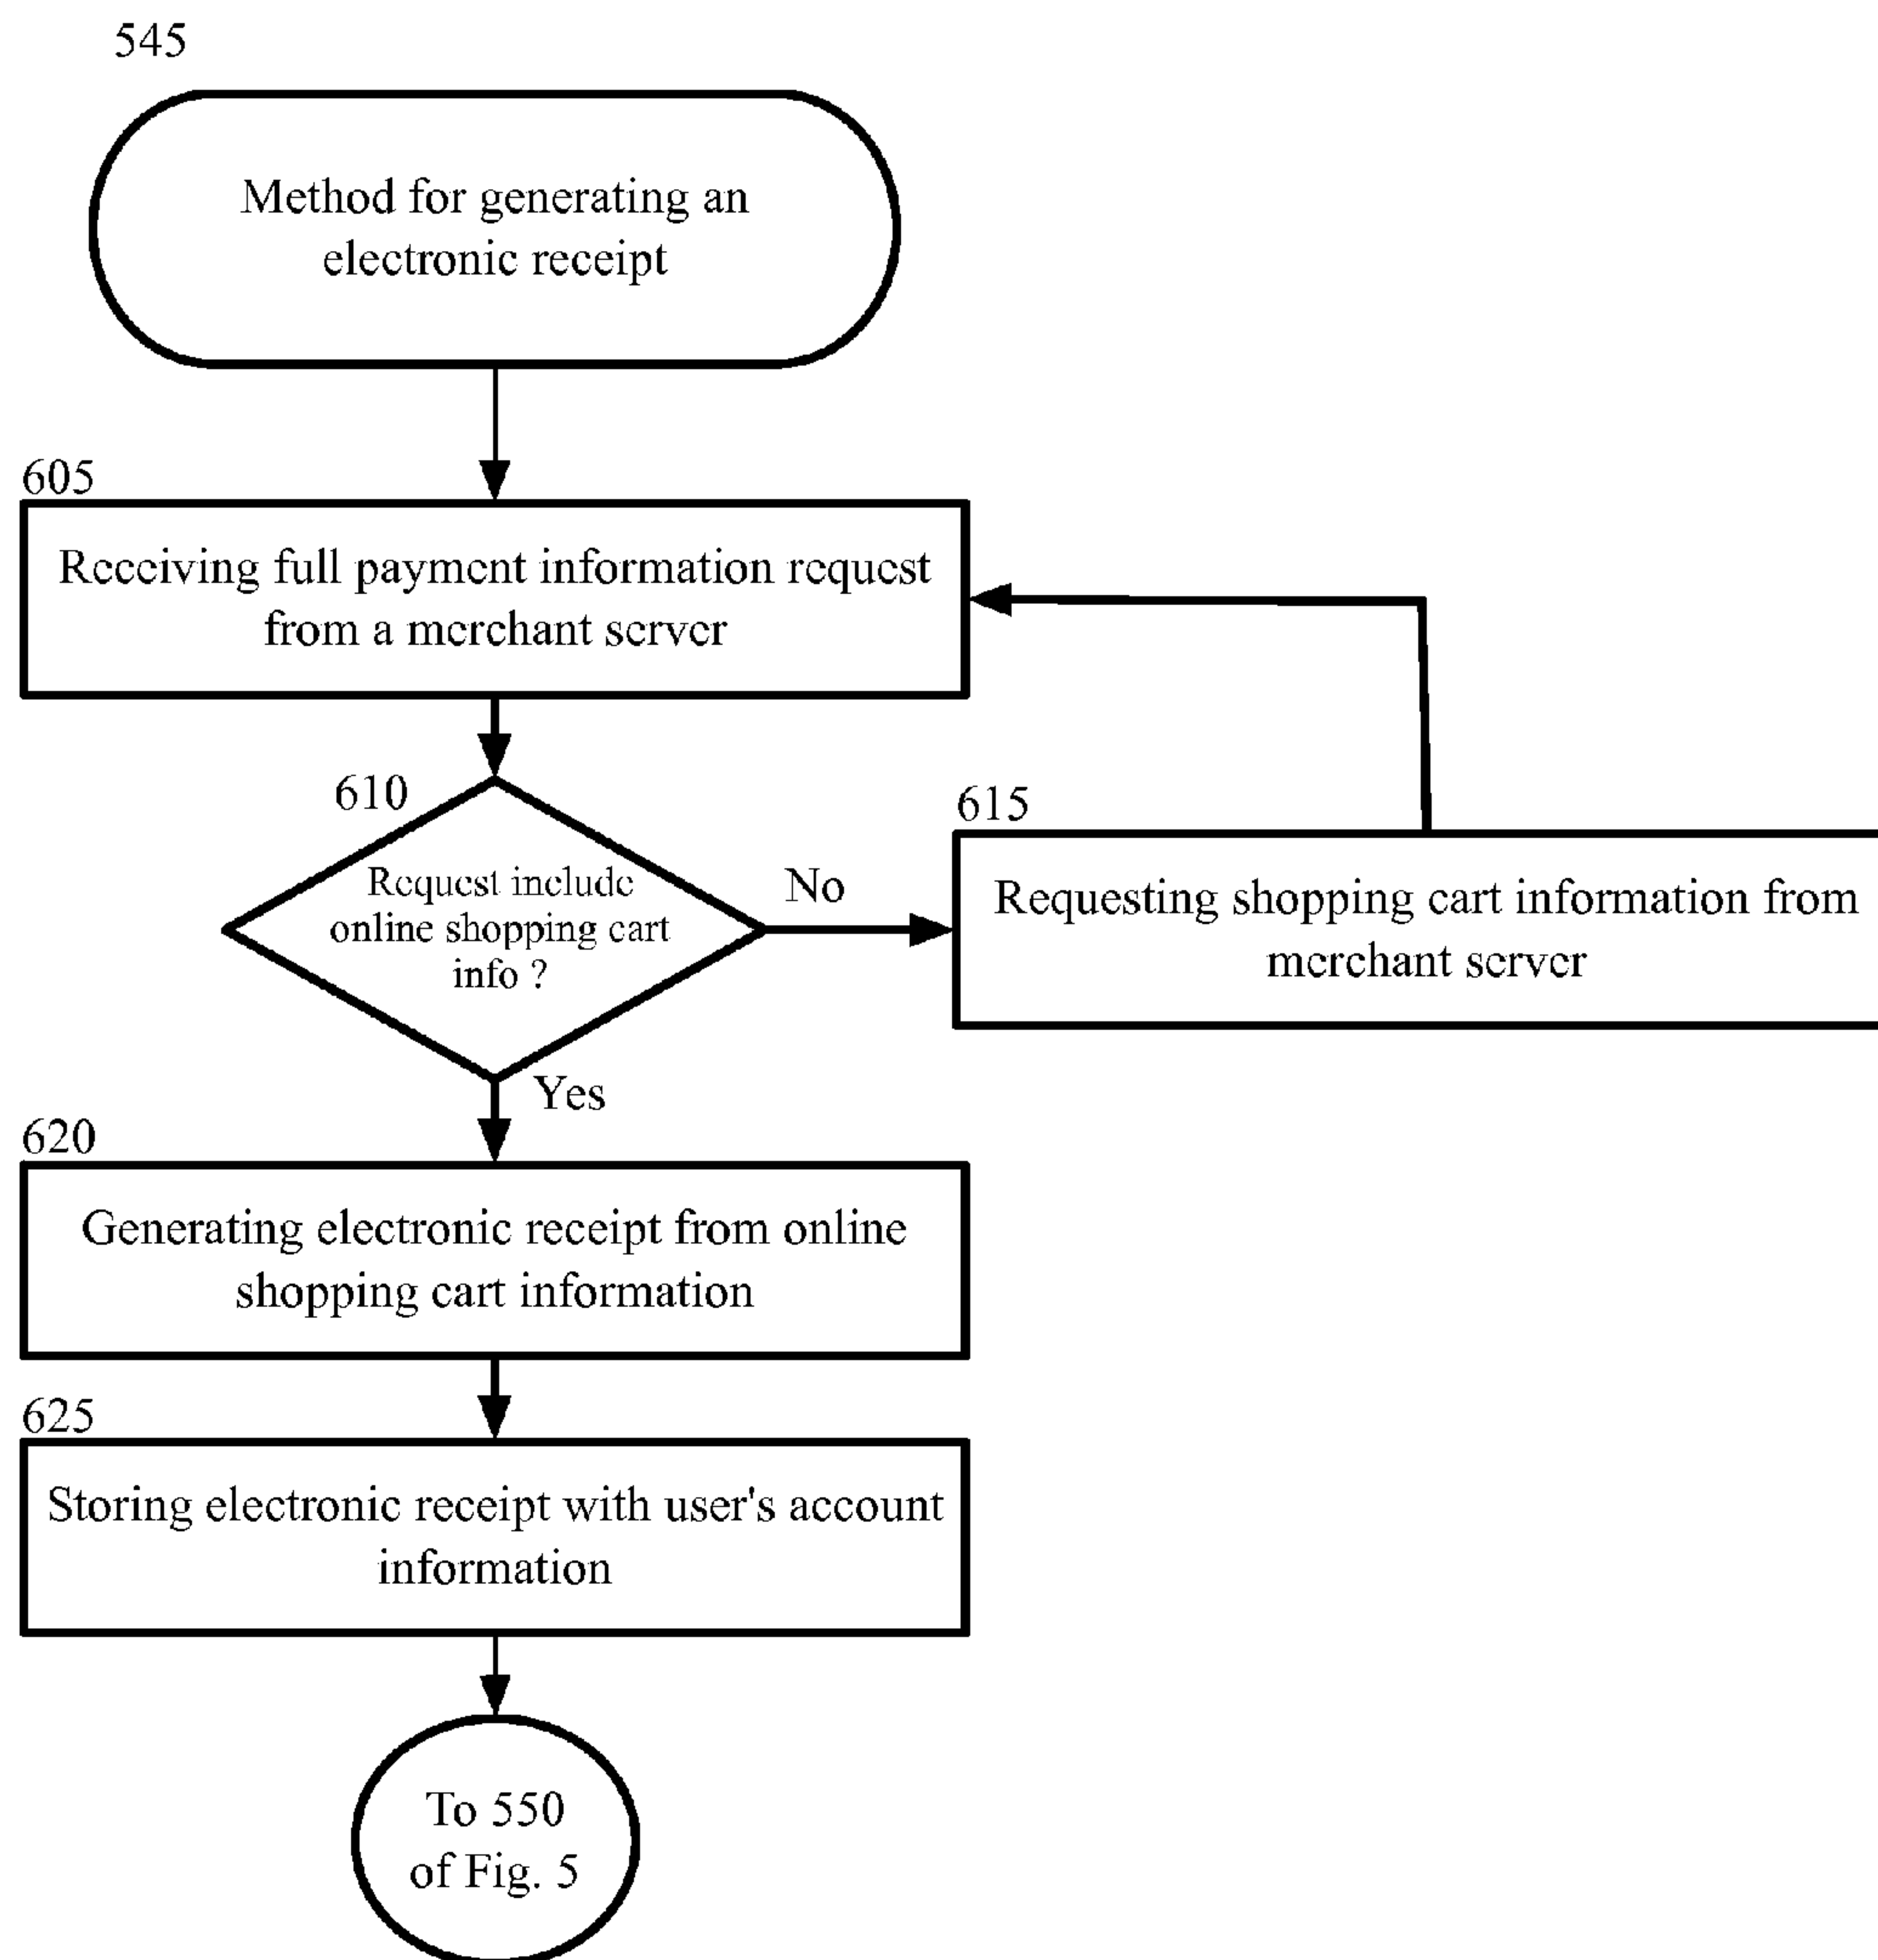 545
Method for generating an
electronic receipt
605
Receiving full payment information request
from a merchant server
610
Request include
online shopping cart
info ?
No
615
Requesting shopping cart information from
merchant server
Yes
620
Generating electronic receipt from online
shopping cart information
625
Storing electronic receipt with user's account
information
To 550
of Fig. 5